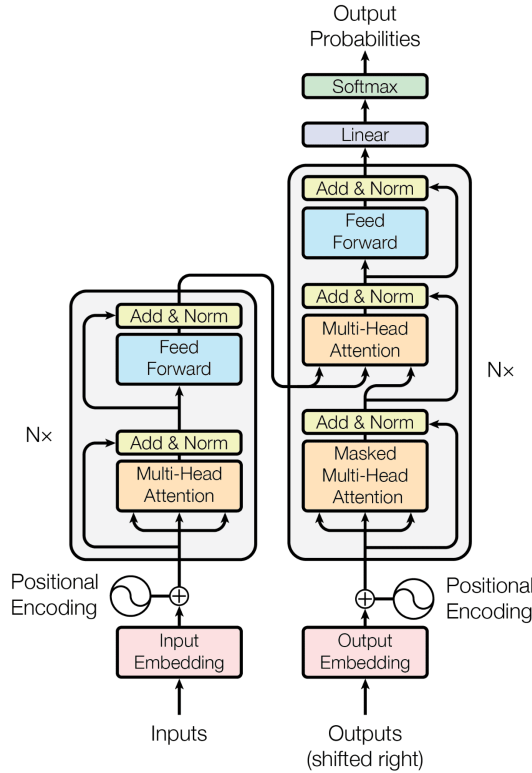 Output
Probabilities
Softmax
Linear
Add & Norm
Feed
Forward
Add & Norm
Multi-Head
Attention
Add & Norm
Masked
Multi-Head
Attention
N×
Add & Norm
Feed
Forward
Add & Norm
Multi-Head
Attention
N×
Positional
Encoding
Positional
Encoding
Input
Embedding
Output
Embedding
Inputs
Outputs
(shifted right)